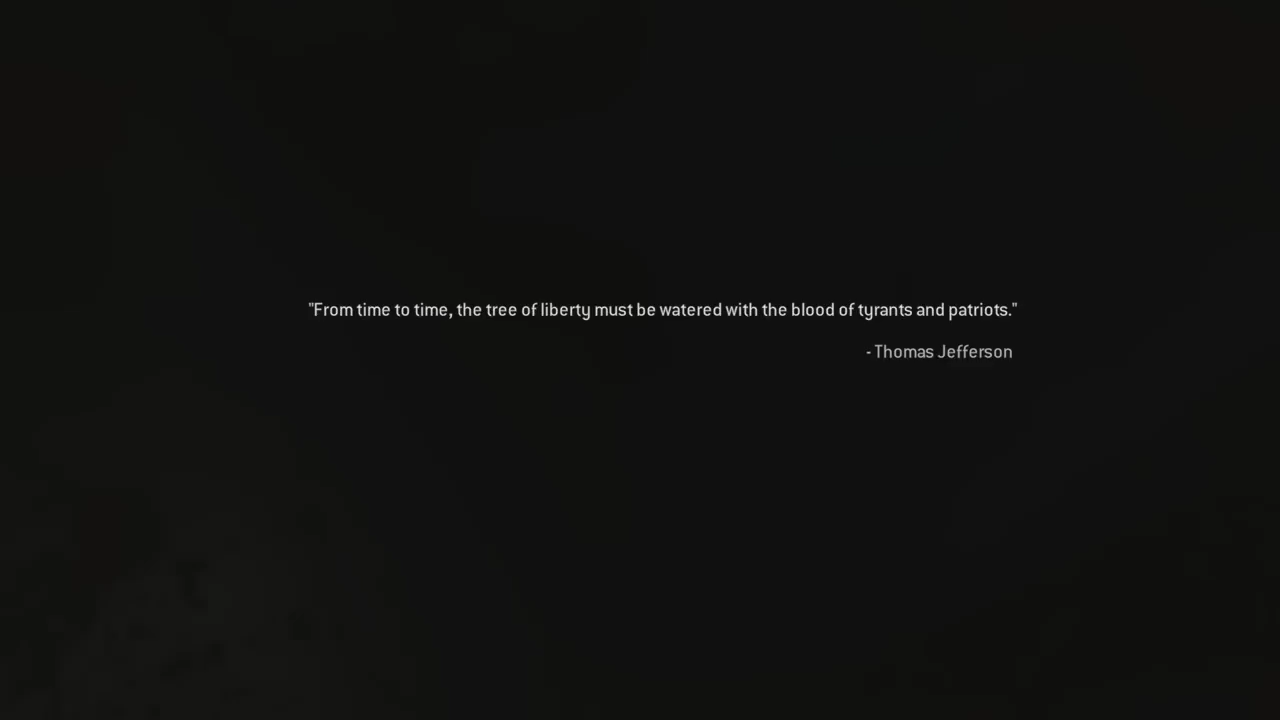 "From time to time, the tree of liberty must be watered with the blood of tyrants and patriots."
- Thomas Jefferson